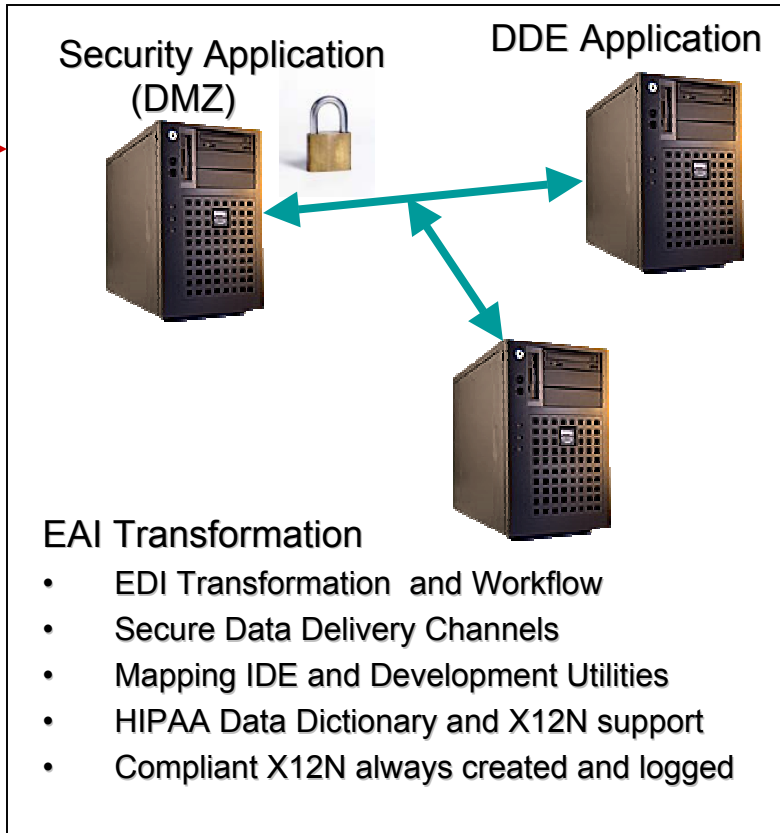 Security Application
(DMZ)
DDE Application
EAI Transformation
• EDI Transformation and Workflow
• Secure Data Delivery Channels
• Mapping IDE and Development Utilities
• HIPAA Data Dictionary and X12N support
• Compliant X12N always created and logged